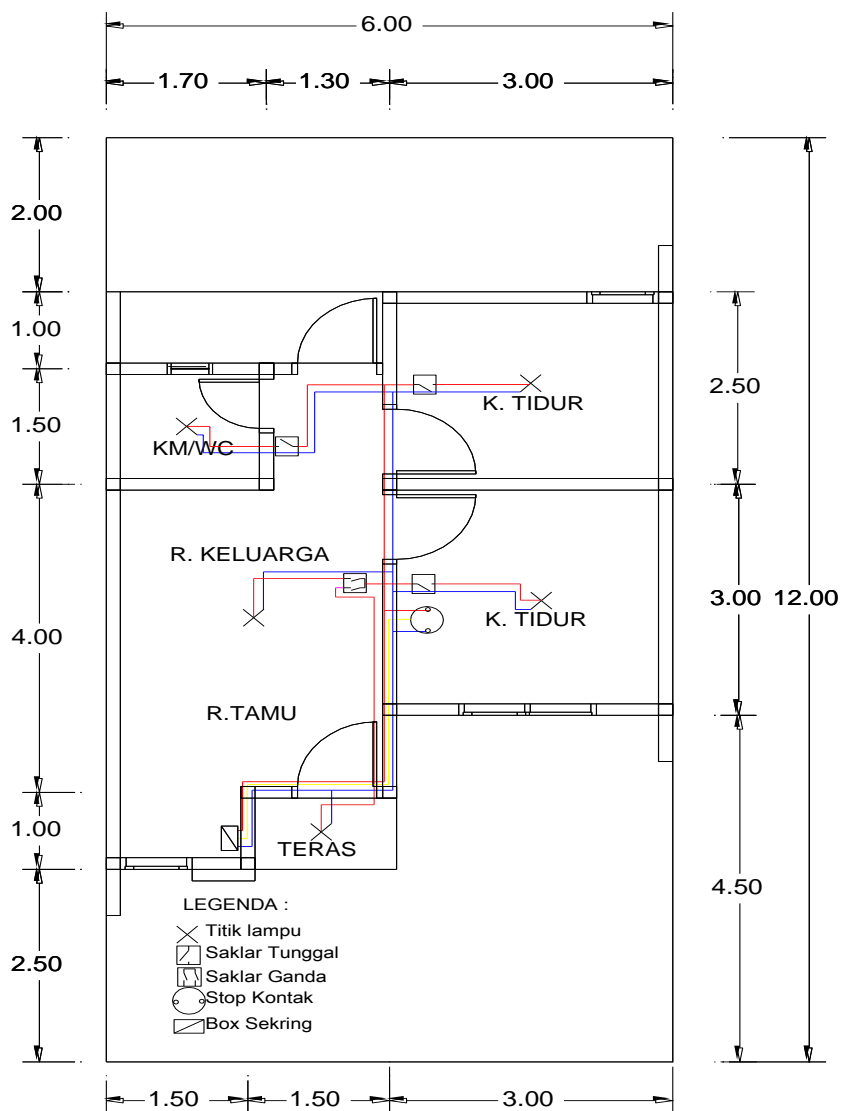 6.00
1.70 1.30 3.00
2.00
1.00
1.50
4.00
1.00
2.50
K. TIDUR
KM/WC
R. KELUARGA
K. TIDUR
R.TAMU
TERAS
2.50
3.00 12.00
4.50
LEGENDA :
Titik lampu
Saklar Tunggal
Saklar Ganda
Stop Kontak
Box Sekring
1.50 1.50 3.00